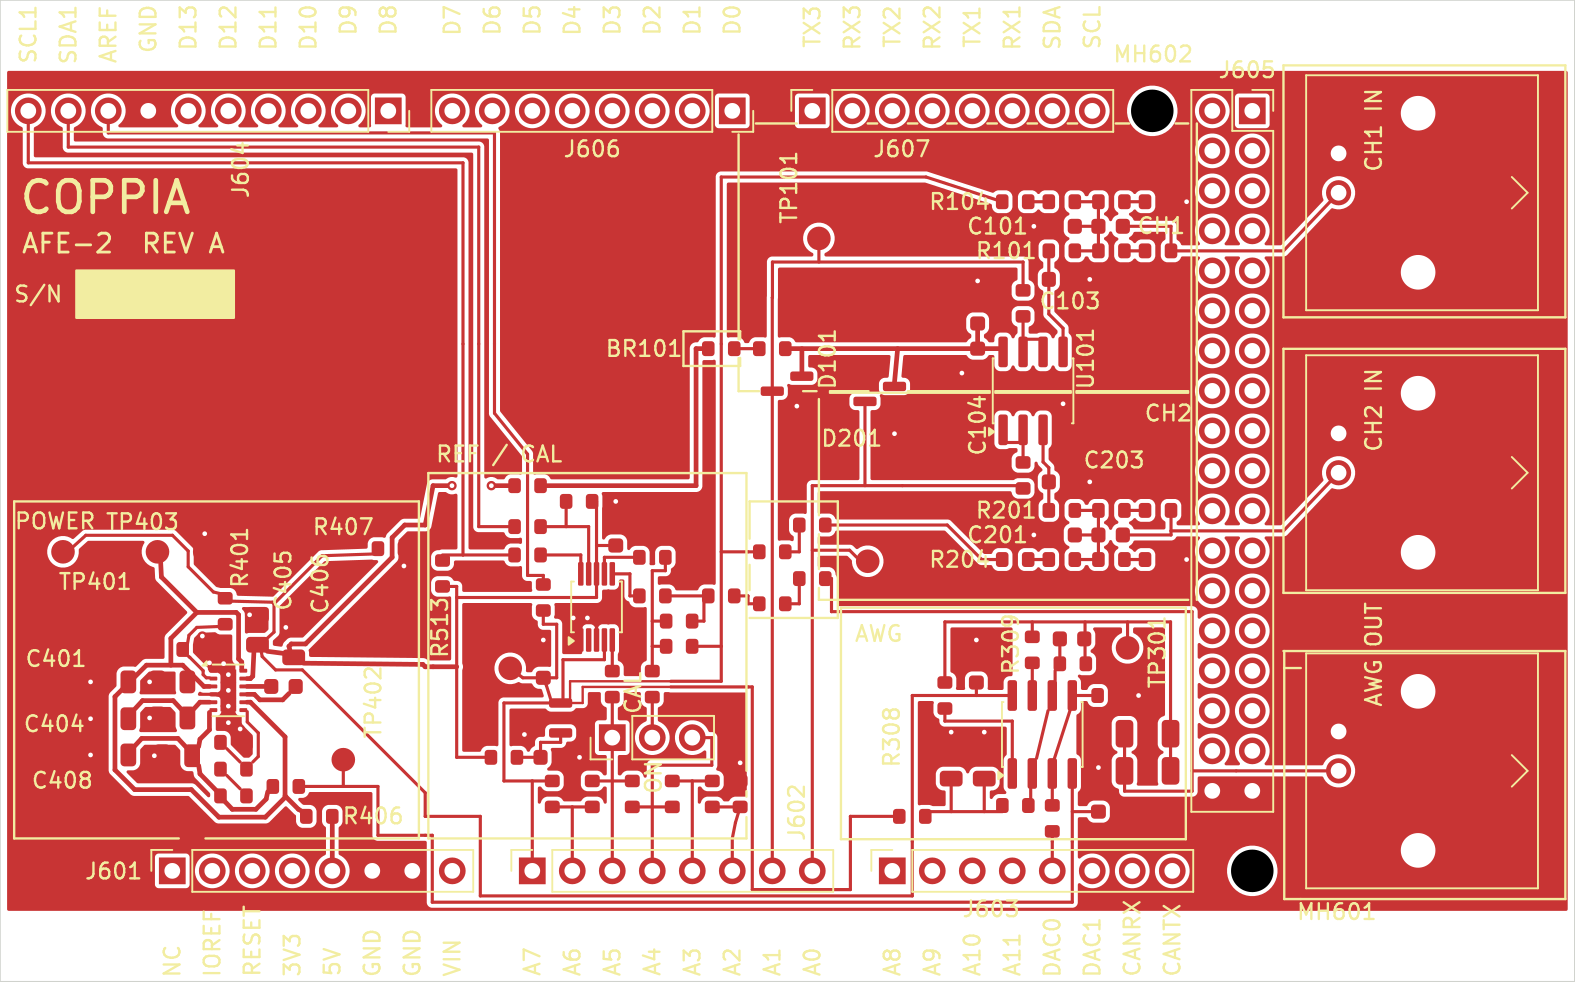 SCL1
SDA1
AREF
GND
D13
D12
D11
D10
D9
D8
D7
D6
D5
D4
D3
D2
D1
D0
TX3
RX3
TX2
RX2
TX1
RX1
SDA
SCL
MH602
J605
J604
J606
J607
CH1 IN
COPPIA
AFE-2 REV A
S/N
TP101
R104
C101
CH1
R101
C103
BR101
D101
U101
C104
CH2
CH2 IN
D201
REF / CAL
C203
POWER
TP403
R407
R401
C405
C406
TP401
R201
C201
R204
R513
AWG
R309
TP301
AWG OUT
C401
C404
C408
TP402
CAL
GN
R308
R406
J602
J601
J603
MH601
NC
IOREF
RESET
3V3
5V
GND
GND
VIN
A7
A6
A5
A4
A3
A2
A1
A0
A8
A9
A10
A11
DAC0
DAC1
CANRX
CANTX